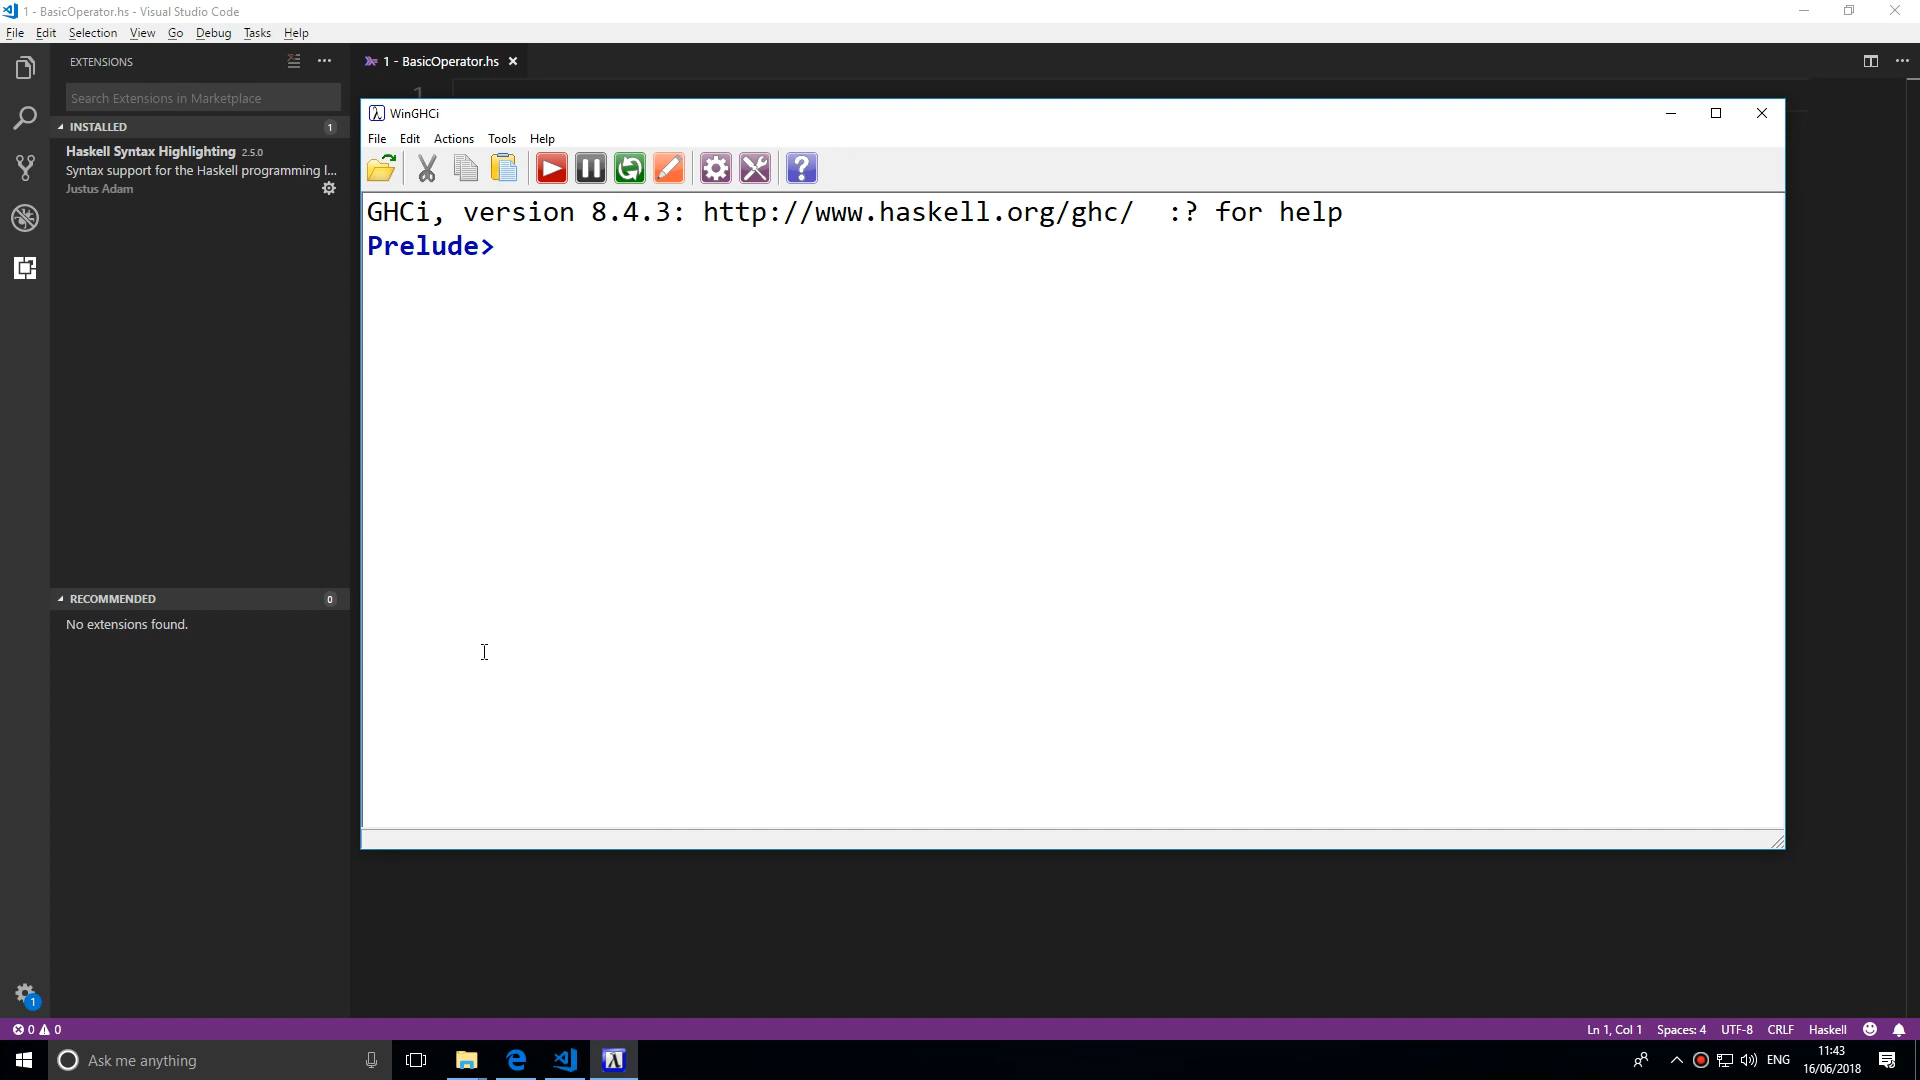 1 - BasicOperator.hs - Visual Studio Code
File Edit Selection View Go Debug Tasks Help
EXTENSIONS
1 - BasicOperator.hs
1
Search Extensions in Marketplace
INSTALLED 1
Haskell Syntax Highlighting 2.5.0
Syntax support for the Haskell programming l...
Justus Adam
RECOMMENDED 0
No extensions found.
WinGHCi
File Edit Actions Tools Help
GHCi, version 8.4.3: http://www.haskell.org/ghc/  :? for help
Prelude>
1
0 0
Ln 1, Col 1 Spaces: 4 UTF-8 CRLF Haskell
Ask me anything
ENG
11:43
16/06/2018